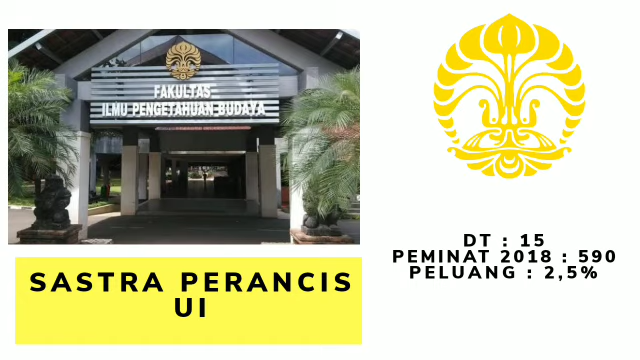 FAKULTAS
ILMU PENGETAHUAN BUDAYA
SASTRA PERANCIS
UI
DT : 15
PEMINAT 2018 : 590
PELUANG : 2,5%